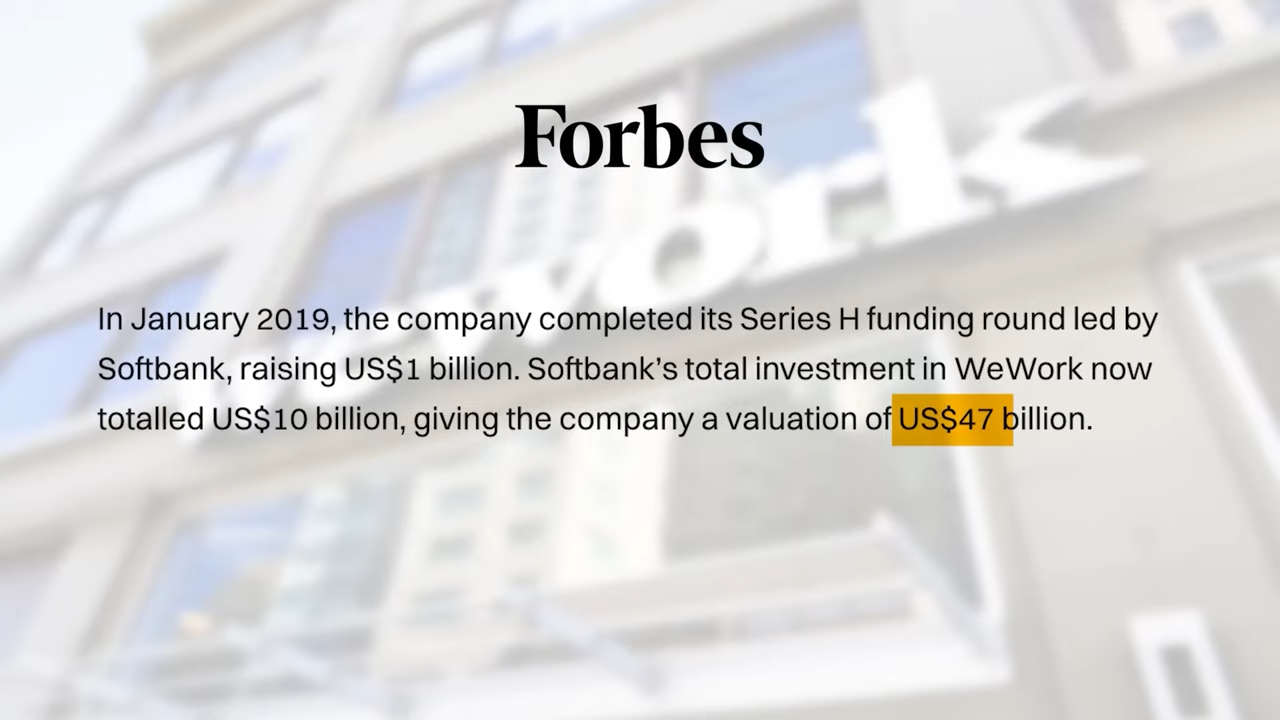 Forbes
wework
In January 2019, the company completed its Series H funding round led by
Softbank, raising US$1 billion. Softbank's total investment in WeWork now
totalled US$10 billion, giving the company a valuation of US$47 billion.